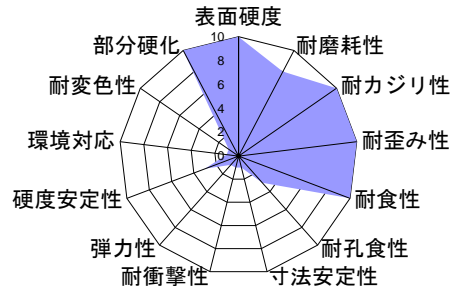 表面硬度
耐磨耗性
耐カジリ性
耐歪み性
耐食性
耐孔食性
寸法安定性
耐衝撃性
弾力性
硬度安定性
環境対応
耐変色性
部分硬化
10
8
6
4
2
0